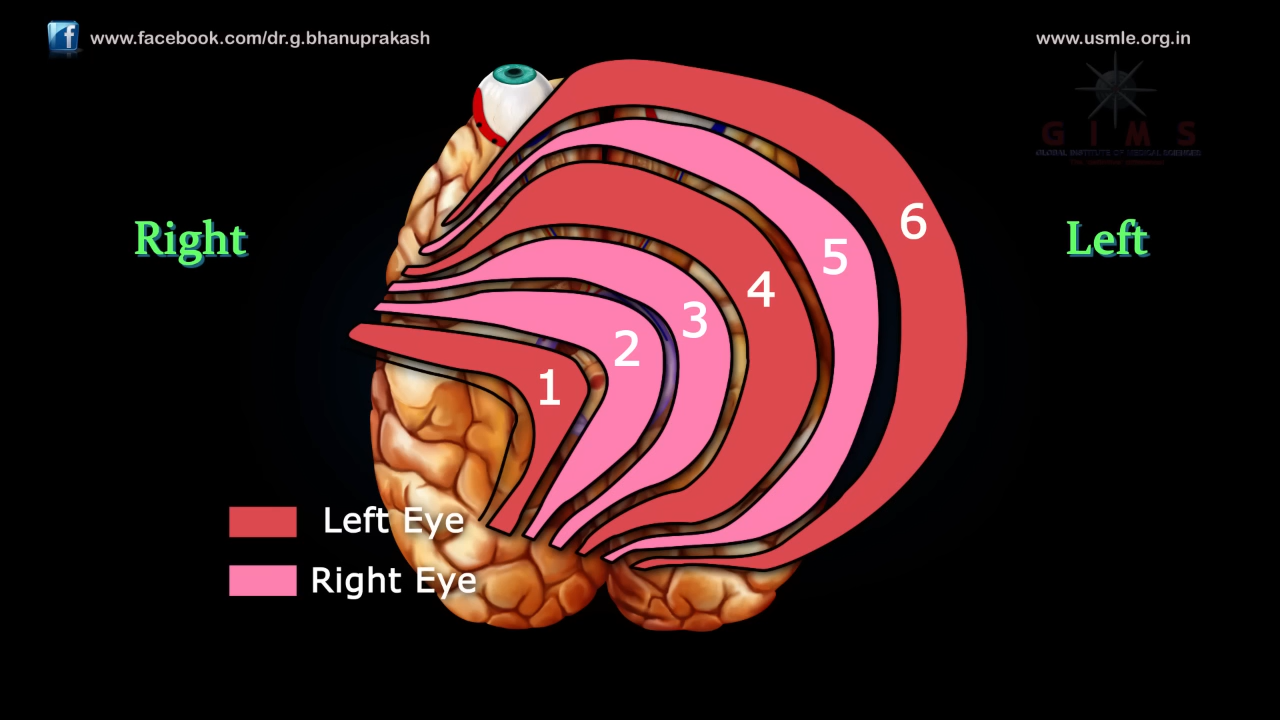 www.facebook.com/dr.g.bhanuprakash
www.usmle.org.in
GIMS
Right
Left
6
5
4
3
2
1
Left Eye
Right Eye